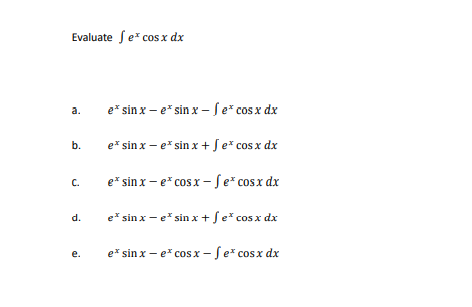 Evaluate ∫ eˣ cos x dx
a. eˣ sin x – eˣ sin x – ∫ eˣ cos x dx
b. eˣ sin x – eˣ sin x + ∫ eˣ cos x dx
c. eˣ sin x – eˣ cos x – ∫ eˣ cos x dx
d. eˣ sin x – eˣ sin x + ∫ eˣ cos x dx
e. eˣ sin x – eˣ cos x – ∫ eˣ cos x dx